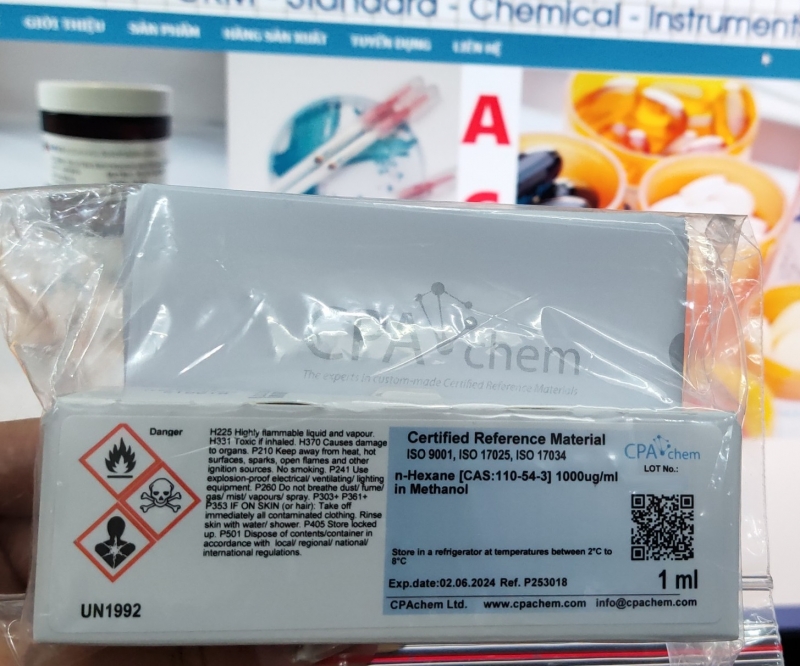 CRM - Standard - Chemical - Instruments
GIỚI THIỆU SẢN PHẨM HÃNG SẢN XUẤT TUYỂN DỤNG LIÊN HỆ
A
CPA chem
The experts in custom-made Certified Reference Materials
Danger
H225 Highly flammable liquid and vapour.
H331 Toxic if inhaled. H370 Causes damage
to organs. P210 Keep away from heat, hot
surfaces, sparks, open flames and other
ignition sources. No smoking. P241 Use
explosion-proof electrical/ ventilating/ lighting
equipment. P260 Do not breathe dust/ fume/
gas/ mist/ vapours/ spray. P303+ P361+
P353 IF ON SKIN (or hair): Take off
immediately all contaminated clothing. Rinse
skin with water/ shower. P405 Store locked
up. P501 Dispose of contents/container in
accordance with local/ regional/ national/
international regulations.
UN1992
Certified Reference Material
ISO 9001, ISO 17025, ISO 17034
CPA chem
LOT No.:
n-Hexane [CAS:110-54-3] 1000ug/ml
in Methanol
Store in a refrigerator at temperatures between 2°C to
8°C
Exp.date:02.06.2024 Ref. P253018
1 ml
CPAchem Ltd. www.cpachem.com info@cpachem.com